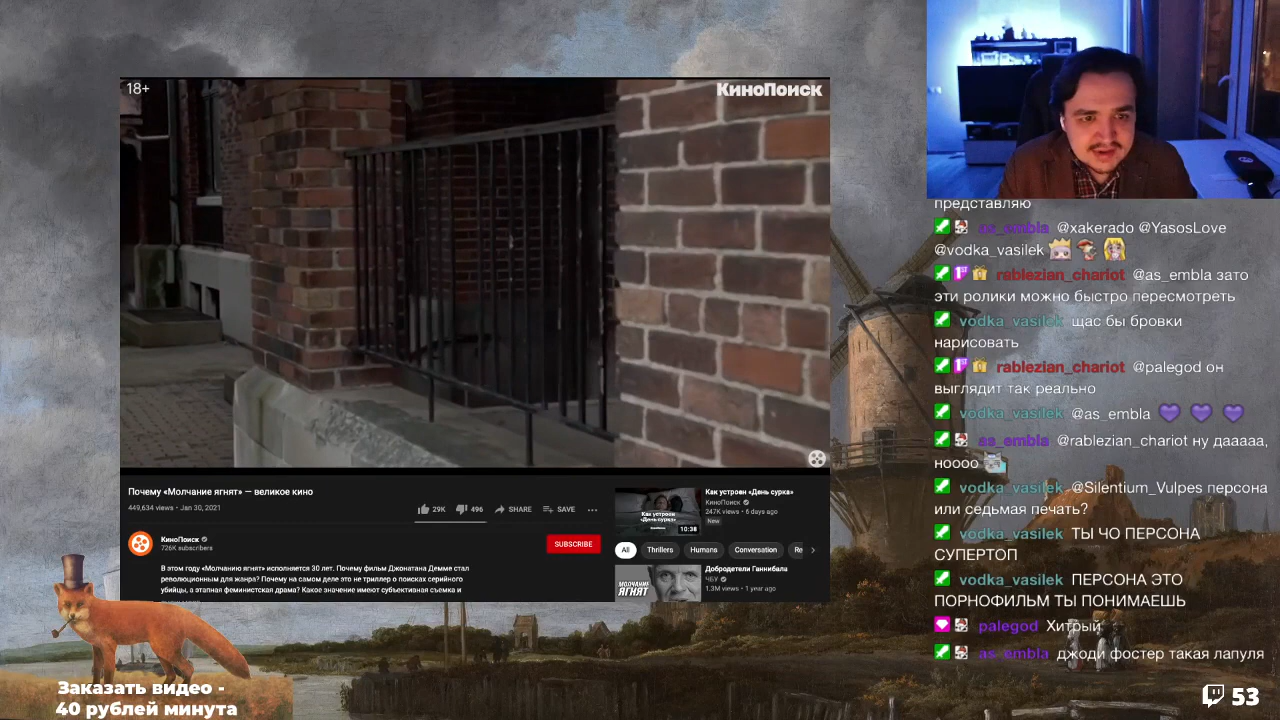 18+
КиноПоиск
Почему «Молчание ягнят» — великое кино
449,634 views • Jan 30, 2021
29K
496
SHARE
SAVE
КиноПоиск
726K subscribers
SUBSCRIBE
В этом году «Молчанию ягнят» исполняется 30 лет. Почему фильм Джонатана Демме стал
революционным для жанра? Почему на самом деле это не триллер о поисках серийного
убийцы, а этапная феминистская драма? Какое значение имеют субъективная съемка и
Как устроен
«День сурка»
10:38
Как устроен «День сурка»
КиноПоиск
247K views • 6 days ago
New
All
Thrillers
Humans
Conversation
Re
МОЛЧАНИЕ
ЯГНЯТ
Добродетели Ганнибала
ЧБУ
1.3M views • 1 year ago
Заказать видео -
40 рублей минута
представляю
as_embla @xakerado @YasosLove
@vodka_vasilek
rablezian_chariot @as_embla зато
эти ролики можно быстро пересмотреть
vodka_vasilek щас бы бровки
нарисовать
rablezian_chariot @palegod он
выглядит так реально
vodka_vasilek @as_embla
as_embla @rablezian_chariot ну дааааа,
ноооо
vodka_vasilek @Silentium_Vulpes персона
или седьмая печать?
vodka_vasilek ТЫ ЧО ПЕРСОНА
СУПЕРТОП
vodka_vasilek ПЕРСОНА ЭТО
ПОРНОФИЛЬМ ТЫ ПОНИМАЕШЬ
palegod Хитрый
as_embla джоди фостер такая лапуля
53